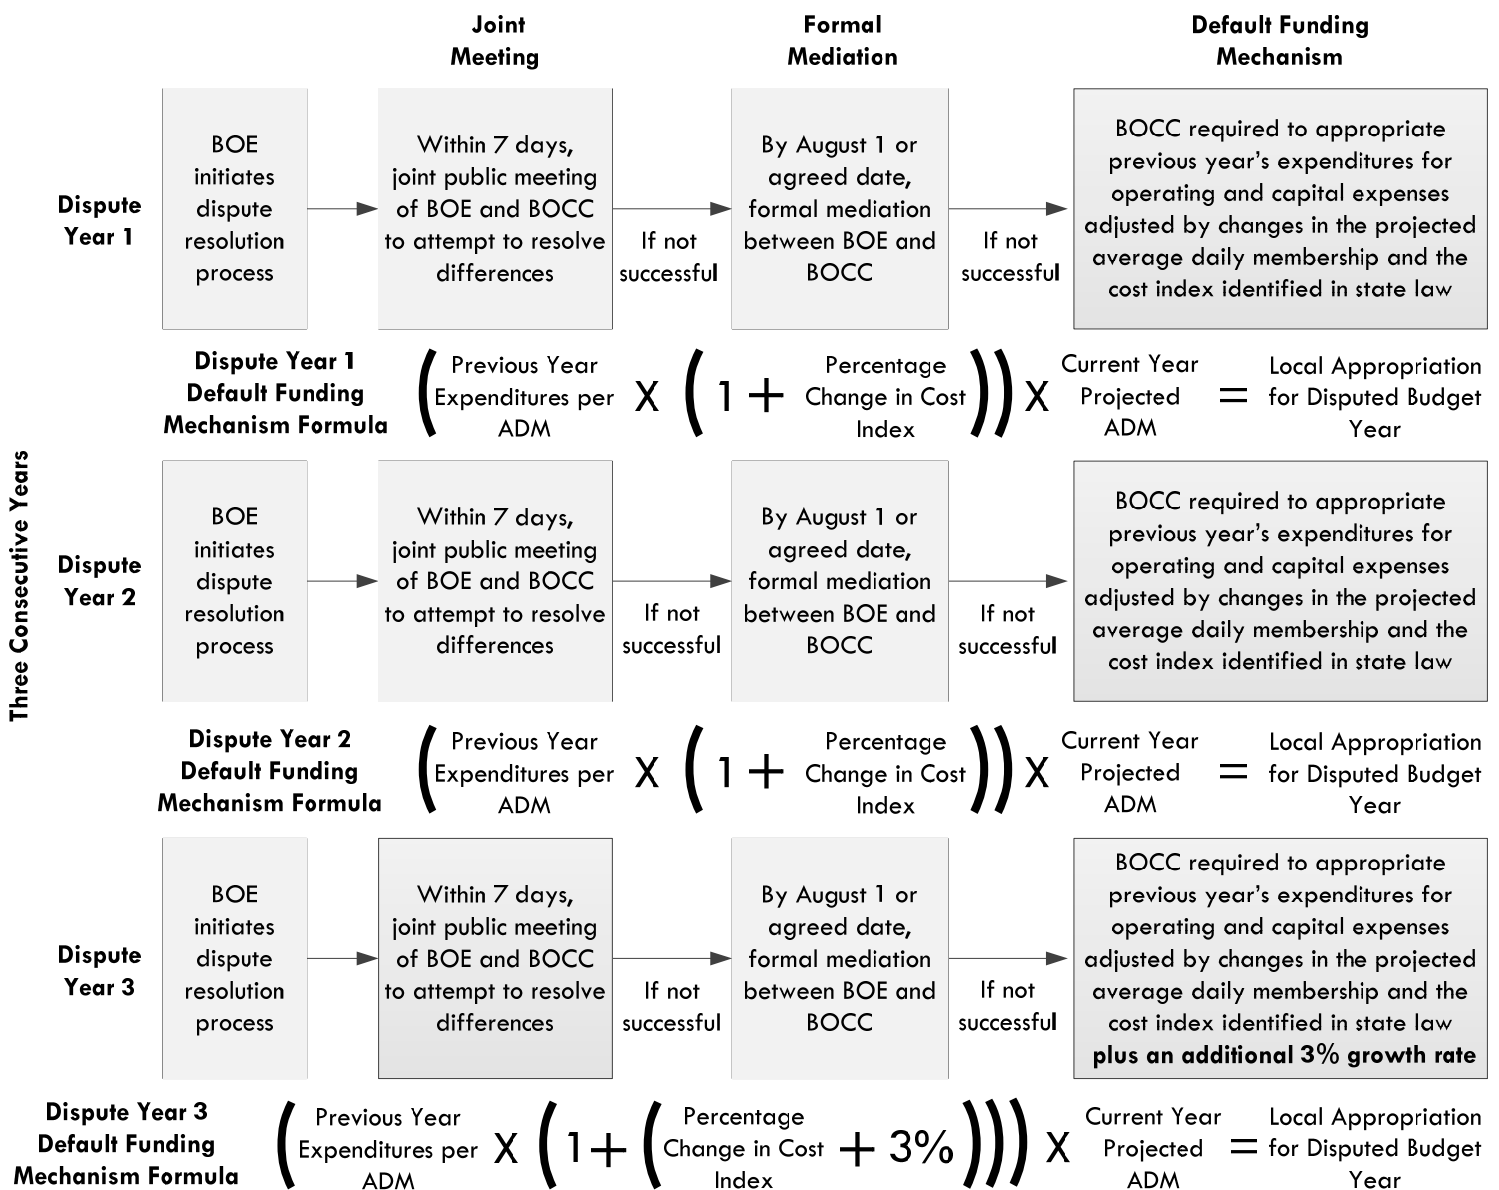 Joint
Meeting
Formal
Mediation
Default Funding
Mechanism
Three Consecutive Years
Dispute
Year 1
BOE
initiates
dispute
resolution
process
Within 7 days,
joint public meeting
of BOE and BOCC
to attempt to resolve
differences
If not
successful
By August 1 or
agreed date,
formal mediation
between BOE and
BOCC
If not
successful
BOCC required to appropriate
previous year's expenditures for
operating and capital expenses
adjusted by changes in the projected
average daily membership and the
cost index identified in state law
Dispute Year 1
Default Funding
Mechanism Formula
(
Previous Year
Expenditures per
ADM
X
(
1 +
Percentage
Change in Cost
Index
))
X
Current Year
Projected
ADM
=
Local Appropriation
for Disputed Budget
Year
Dispute
Year 2
BOE
initiates
dispute
resolution
process
Within 7 days,
joint public meeting
of BOE and BOCC
to attempt to resolve
differences
If not
successful
By August 1 or
agreed date,
formal mediation
between BOE and
BOCC
If not
successful
BOCC required to appropriate
previous year's expenditures for
operating and capital expenses
adjusted by changes in the projected
average daily membership and the
cost index identified in state law
Dispute Year 2
Default Funding
Mechanism Formula
(
Previous Year
Expenditures per
ADM
X
(
1 +
Percentage
Change in Cost
Index
))
X
Current Year
Projected
ADM
=
Local Appropriation
for Disputed Budget
Year
Dispute
Year 3
BOE
initiates
dispute
resolution
process
Within 7 days,
joint public meeting
of BOE and BOCC
to attempt to resolve
differences
If not
successful
By August 1 or
agreed date,
formal mediation
between BOE and
BOCC
If not
successful
BOCC required to appropriate
previous year's expenditures for
operating and capital expenses
adjusted by changes in the projected
average daily membership and the
cost index identified in state law
plus an additional 3% growth rate
Dispute Year 3
Default Funding
Mechanism Formula
(
Previous Year
Expenditures per
ADM
X
(
1 +
(
Percentage
Change in Cost
Index
+ 3%
)))
X
Current Year
Projected
ADM
=
Local Appropriation
for Disputed Budget
Year